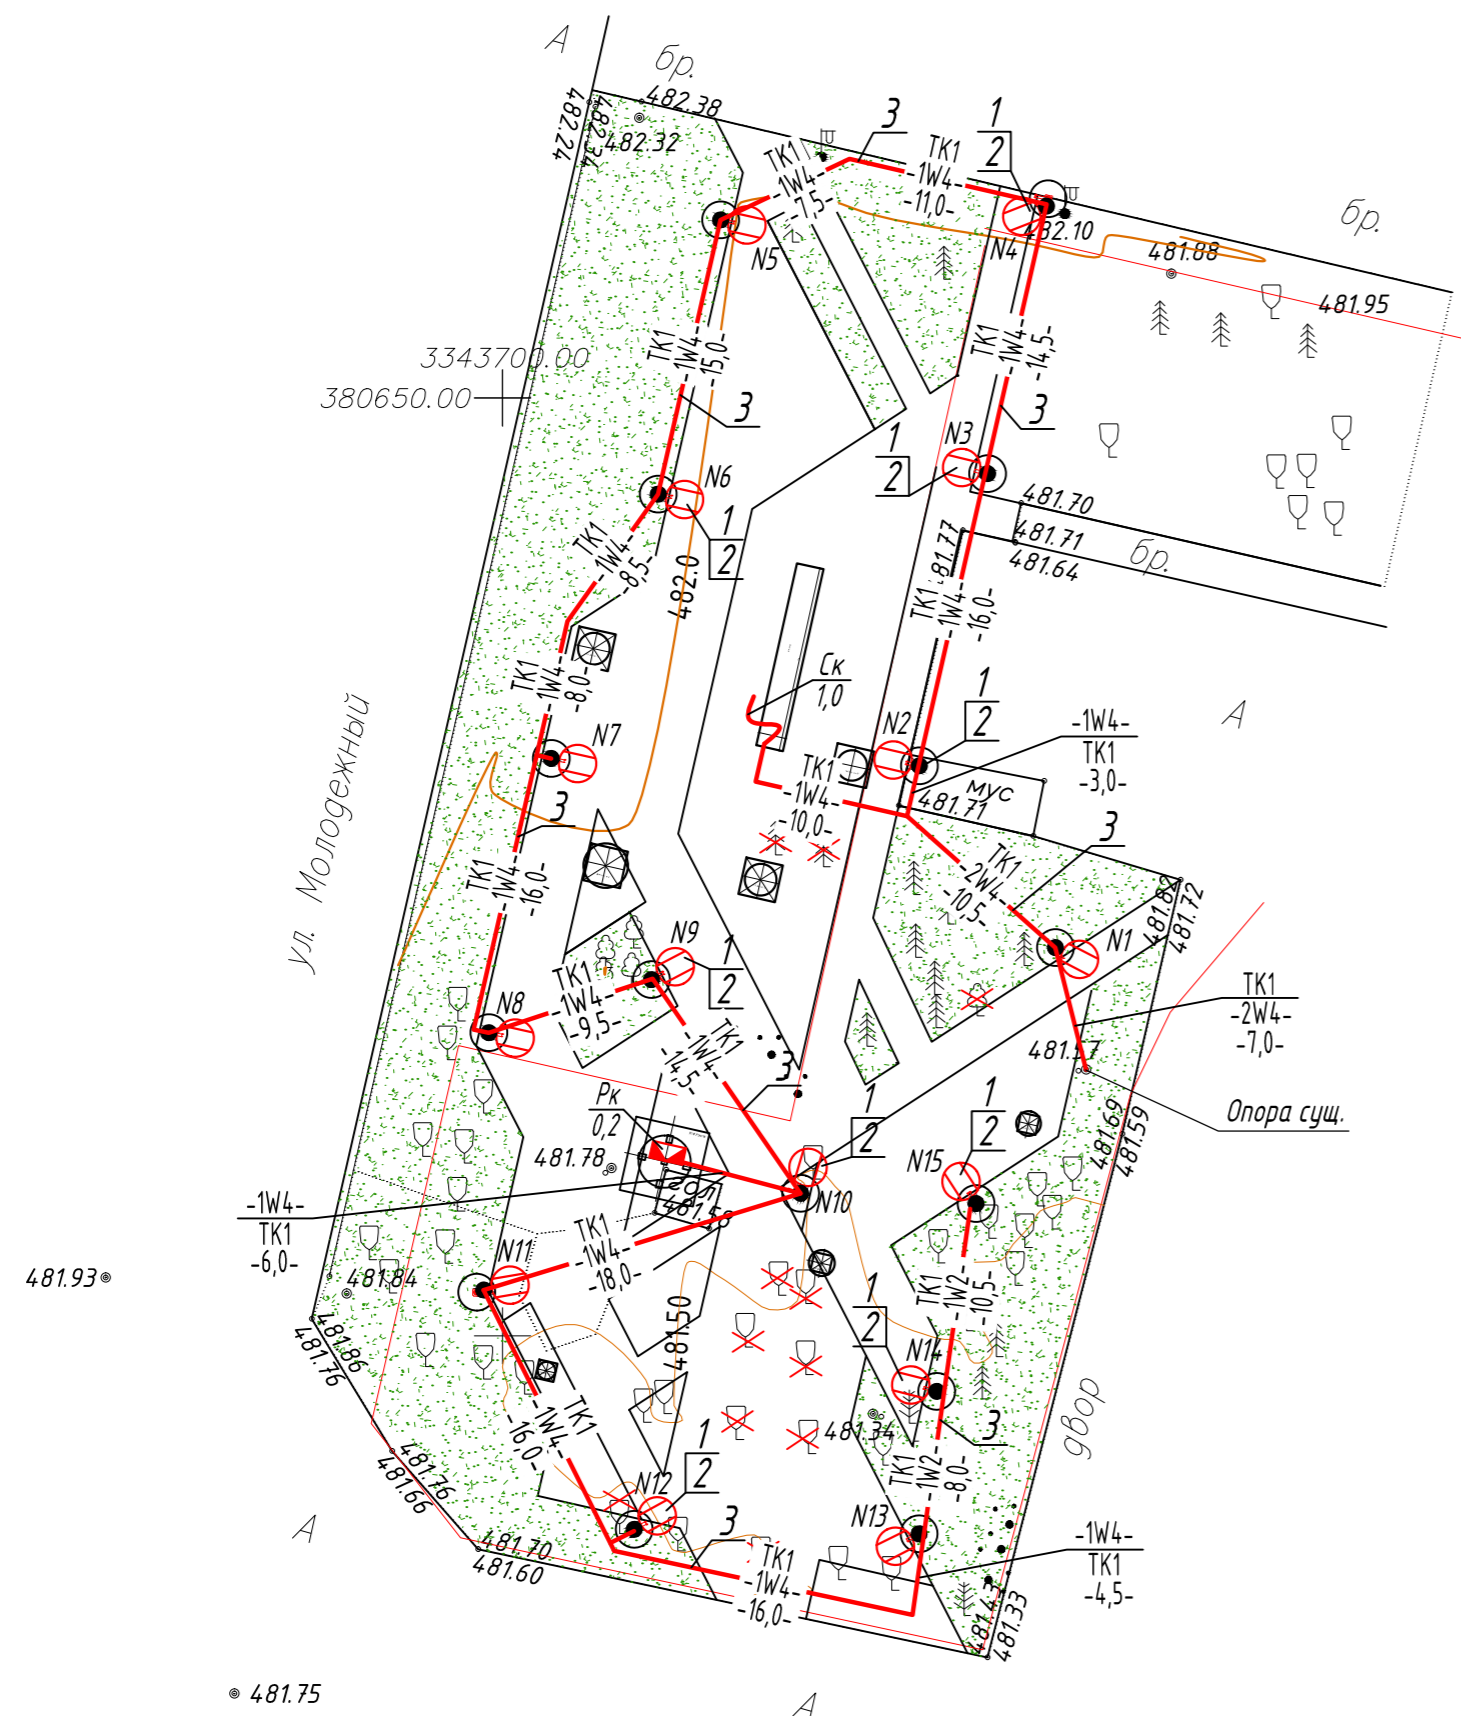 А
бр.
482.38
482.24
482.34
482.32
3
1
2
ТК1
-1W4-
-7,5-
ТК1
-1W4-
-11,0-
N5
N4
482.10
481.88
бр.
481.95
3343700.00
380650.00
ТК1
-1W4-
-15,0-
3
ТК1
-1W4-
-14,5-
3
N3
1
2
N6
1
2
481.70
481.71
481.64
бр.
481.77
ТК1
-1W4-
-8,5-
482.0
ТК1
-1W4-
-16,0-
ТК1
-1W4-
-8,0-
Ск
1,0
N7
N2
1
2
-1W4-
ТК1
-3,0-
А
ул. Молодежный
мус
481.71
3
ТК1
-1W4-
-10,0-
3
ТК1
-1W4-
-16,0-
ТК1
-2W4-
-10,5-
481.82
481.72
N1
N9
1
2
N8
ТК1
-1W4-
-9,5-
ТК1
-2W4-
-7,0-
481.57
ТК1
-1W4-
-14,5-
3
Рк
0,2
481.78
1
2
1
2
Опора сущ.
481.69
481.59
N15
N10
481.58
-1W4-
ТК1
-6,0-
ТК1
-1W4-
-18,0-
N11
481.93
481.84
481.86
481.76
481.50
ТК1
-1W2-
-10,5-
1
2
N14
3
481.34
двор
ТК1
-1W4-
-16,0-
481.76
481.66
1
2
N12
ТК1
-1W2-
-8,0-
N13
А
481.70
481.60
3
ТК1
-1W4-
-16,0-
-1W4-
ТК1
-4,5-
481.43
481.33
481.75
А